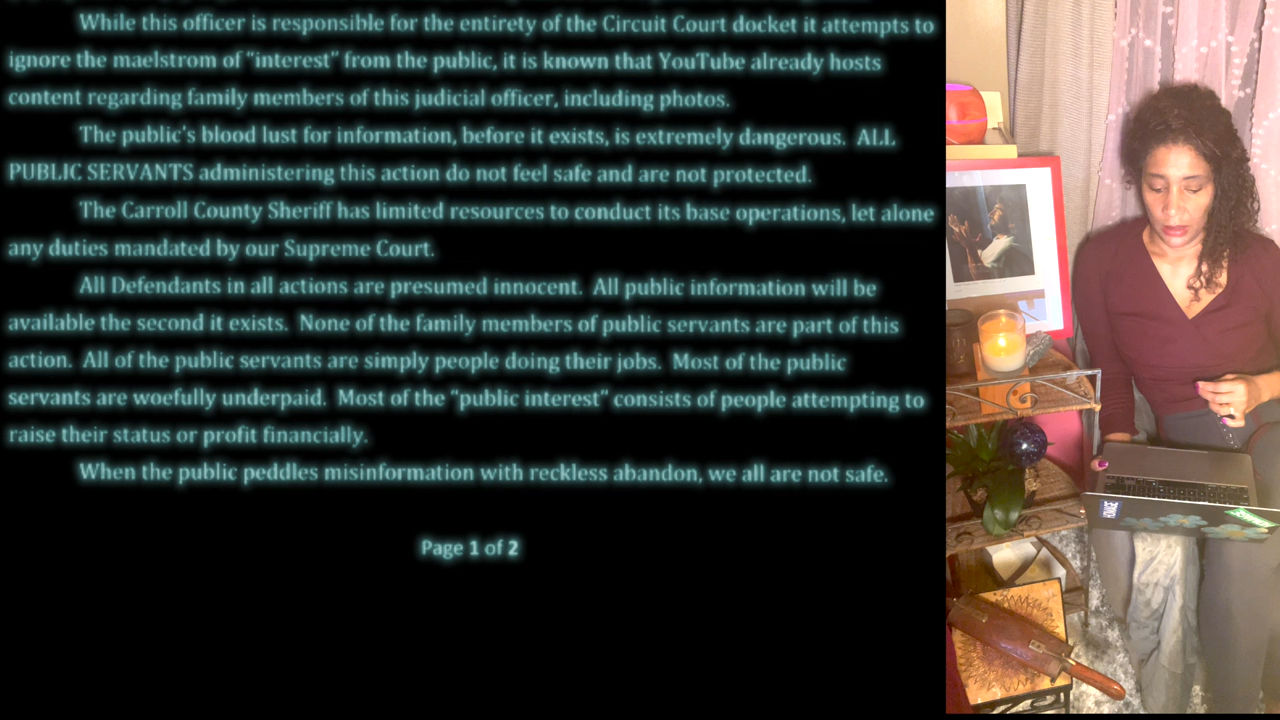 While this officer is responsible for the entirety of the Circuit Court docket it attempts to
ignore the maelstrom of "interest" from the public, it is known that YouTube already hosts
content regarding family members of this judicial officer, including photos.
The public's blood lust for information, before it exists, is extremely dangerous.  ALL
PUBLIC SERVANTS administering this action do not feel safe and are not protected.
The Carroll County Sheriff has limited resources to conduct its base operations, let alone
any duties mandated by our Supreme Court.
All Defendants in all actions are presumed innocent.  All public information will be
available the second it exists.  None of the family members of public servants are part of this
action.  All of the public servants are simply people doing their jobs.  Most of the public
servants are woefully underpaid.  Most of the "public interest" consists of people attempting to
raise their status or profit financially.
When the public peddles misinformation with reckless abandon, we all are not safe.
Page 1 of 2